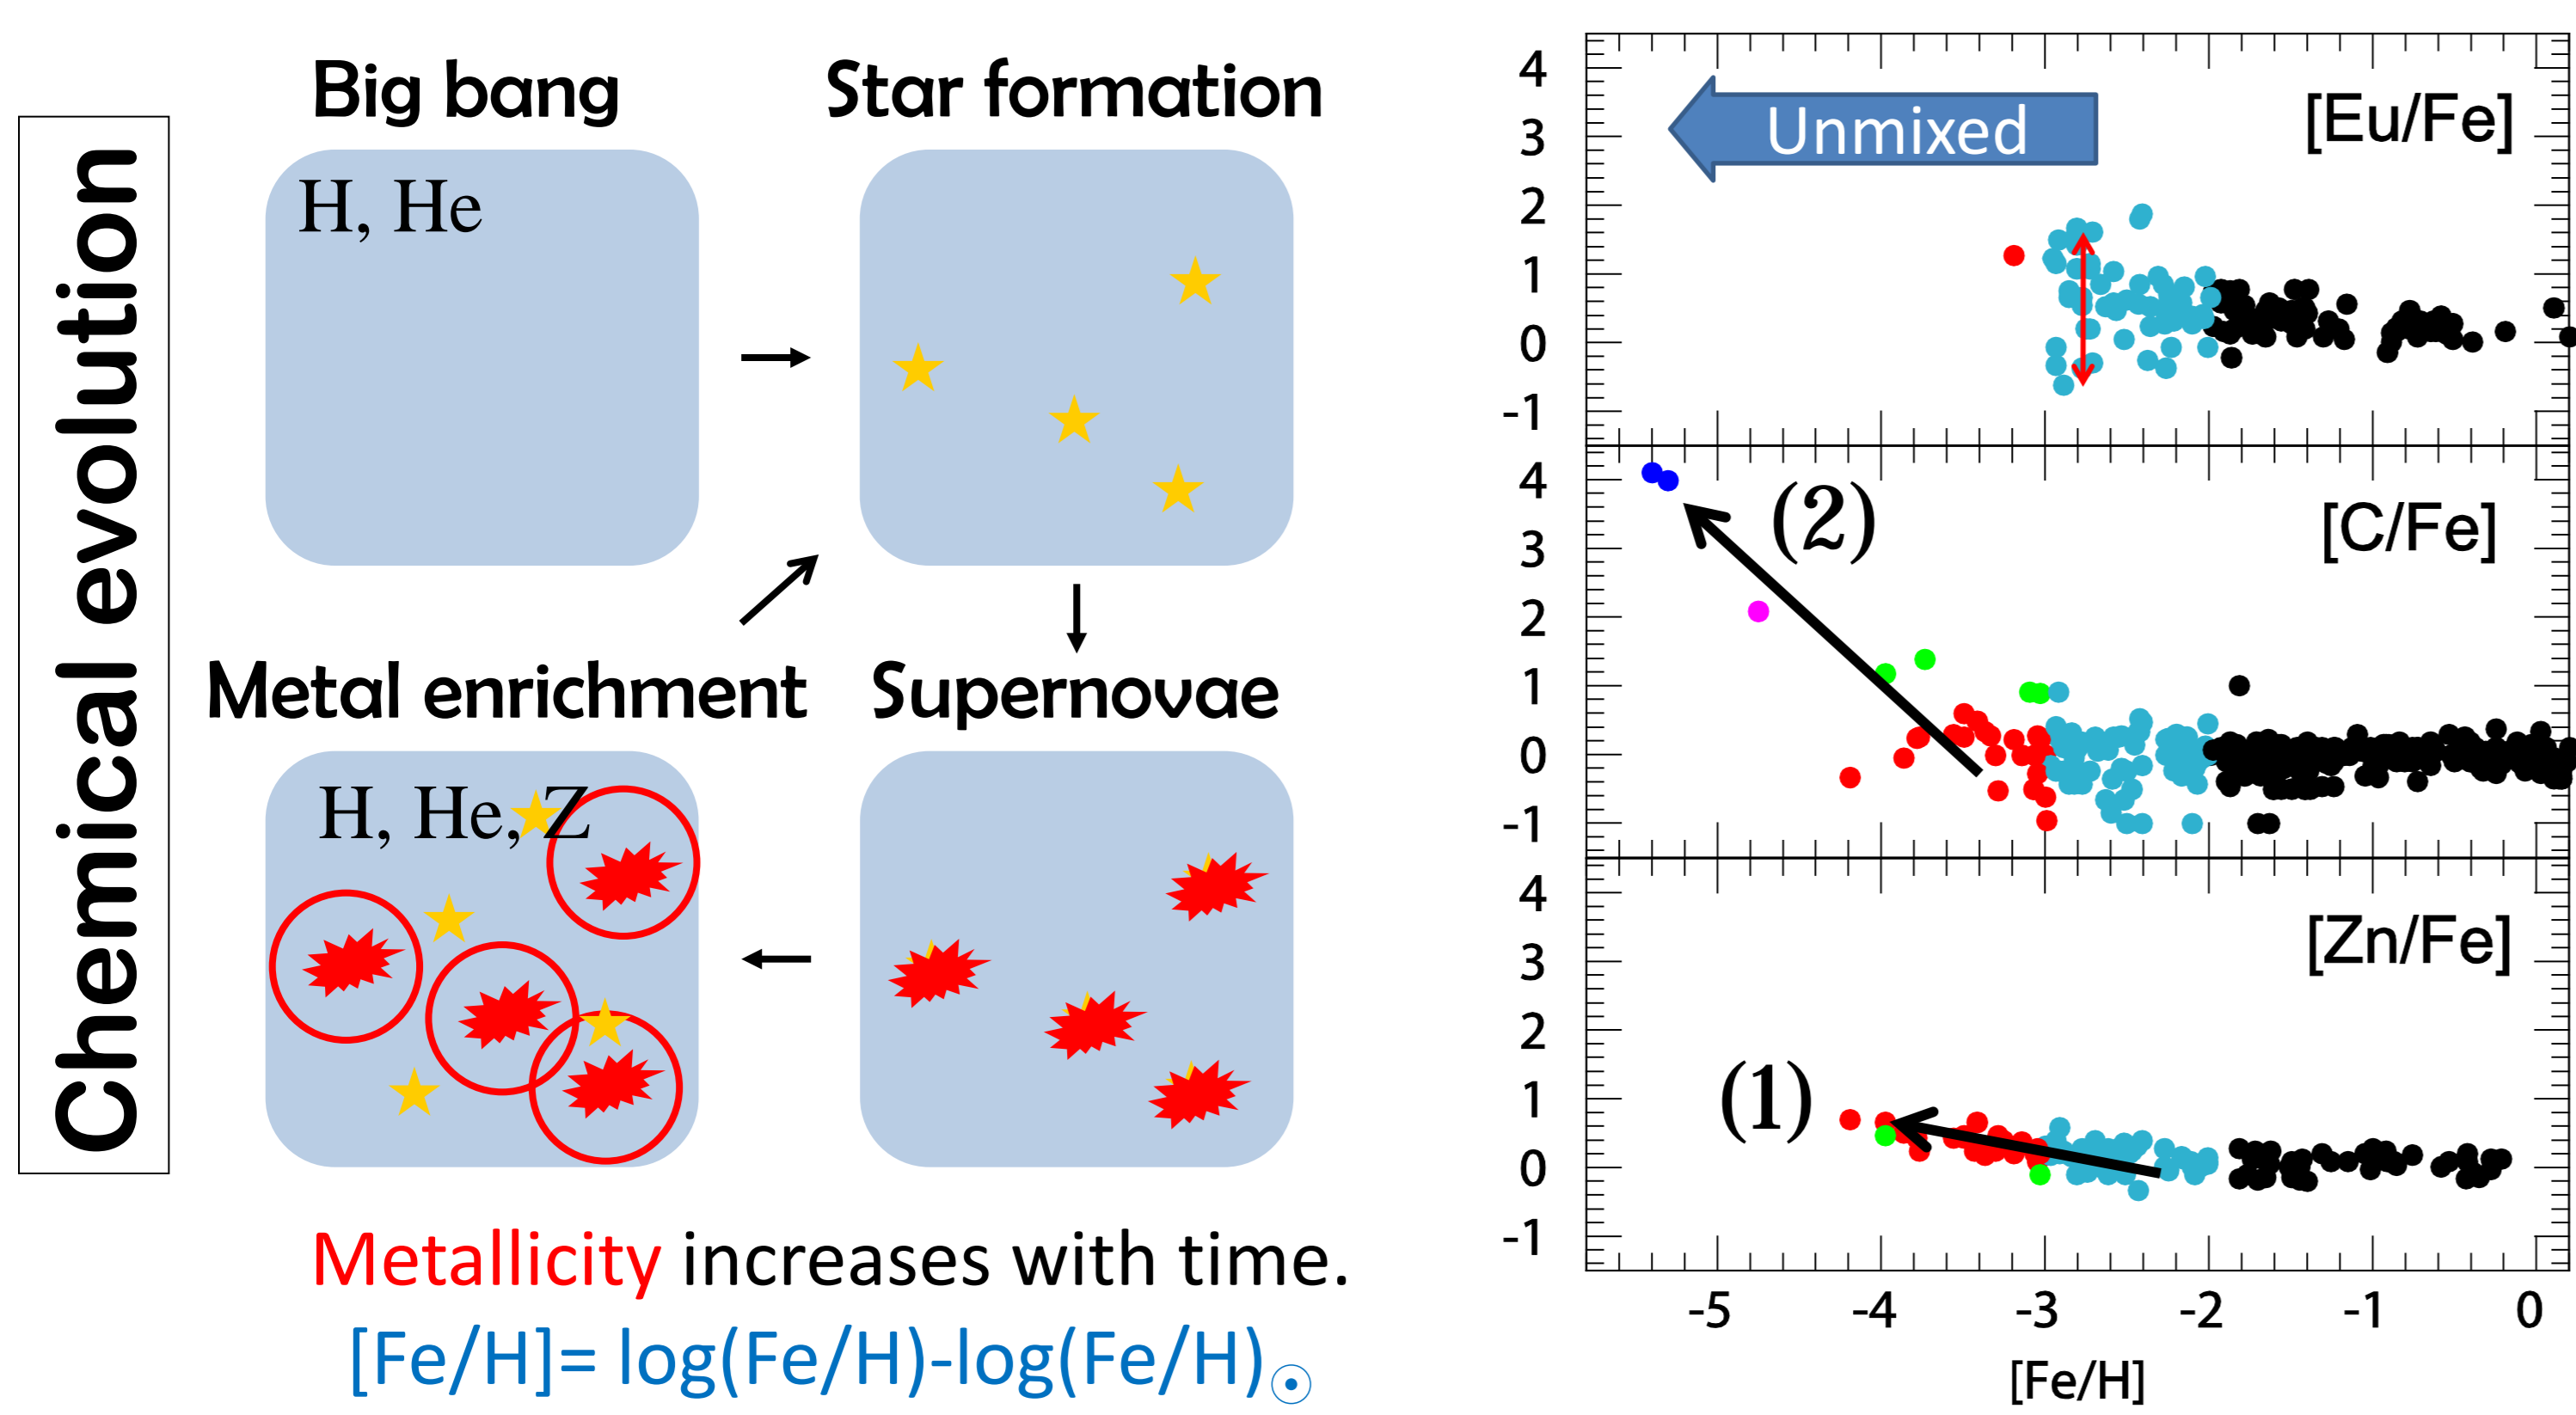 Chemical evolution
Big bang
Star formation
H, He
Metal enrichment
Supernovae
H, He, Z
Metallicity increases with time.
[Fe/H]= log(Fe/H)-log(Fe/H)☉
4
3
2
1
0
-1
Unmixed
[Eu/Fe]
4
3
2
1
0
-1
(2)
[C/Fe]
4
3
2
1
0
-1
(1)
[Zn/Fe]
-5 -4 -3 -2 -1 0
[Fe/H]